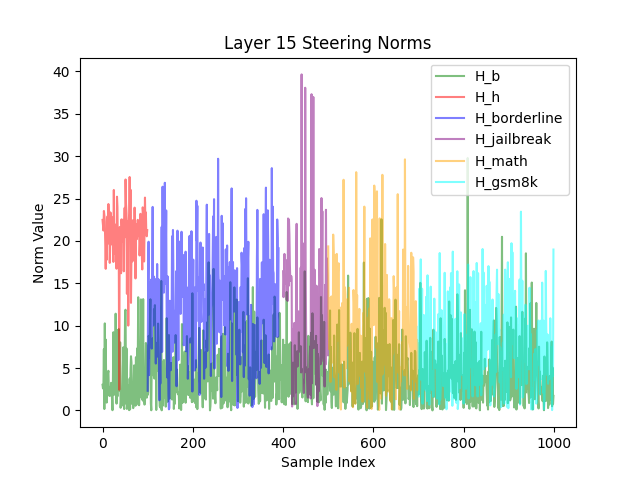 Layer 15 Steering Norms
40
35
30
25
20
15
10
5
0
Norm Value
0
200
400
600
800
1000
Sample Index
H_b
H_h
H_borderline
H_jailbreak
H_math
H_gsm8k